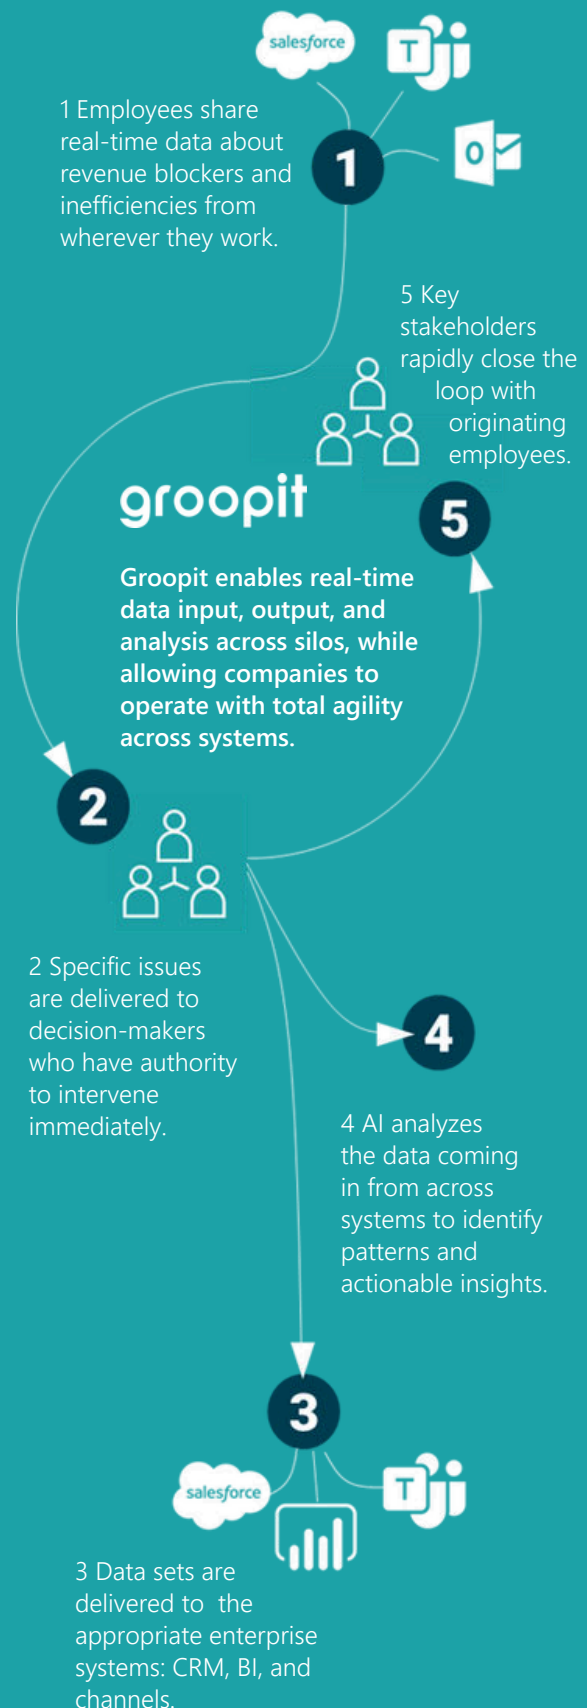 salesforce
T
1 Employees share
real-time data about
revenue blockers and
inefficiencies from
wherever they work.
1
O
5 Key
stakeholders
rapidly close the
loop with
originating
employees.
groopit
5
Groopit enables real-time
data input, output, and
analysis across silos, while
allowing companies to
operate with total agility
across systems.
2
2 Specific issues
are delivered to
decision-makers
who have authority
to intervene
immediately.
4
4 AI analyzes
the data coming
in from across
systems to identify
patterns and
actionable insights.
3
salesforce
T
3 Data sets are
delivered to  the
appropriate enterprise
systems: CRM, BI, and
channels.